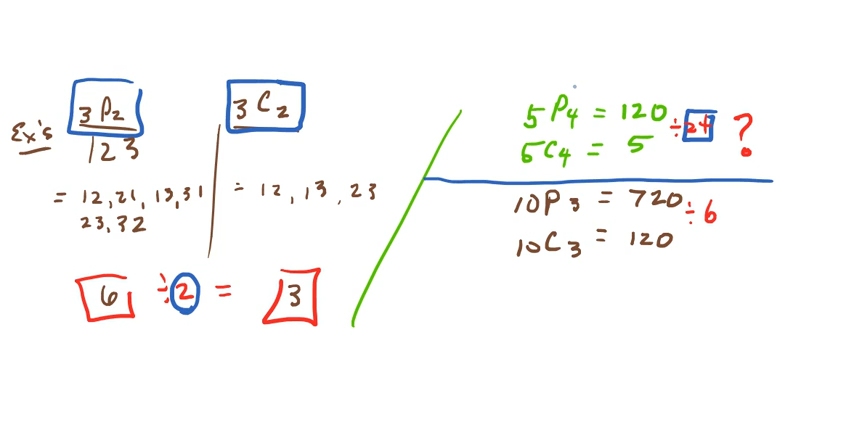 Ex's
3P2
123
= 12, 21, 13, 31
23, 32
3C2
= 12, 13, 23
6 ÷ 2 = 3
5P4 = 120
÷ 24 ?
5C4 = 5
10P3 = 720
÷ 6
10C3 = 120